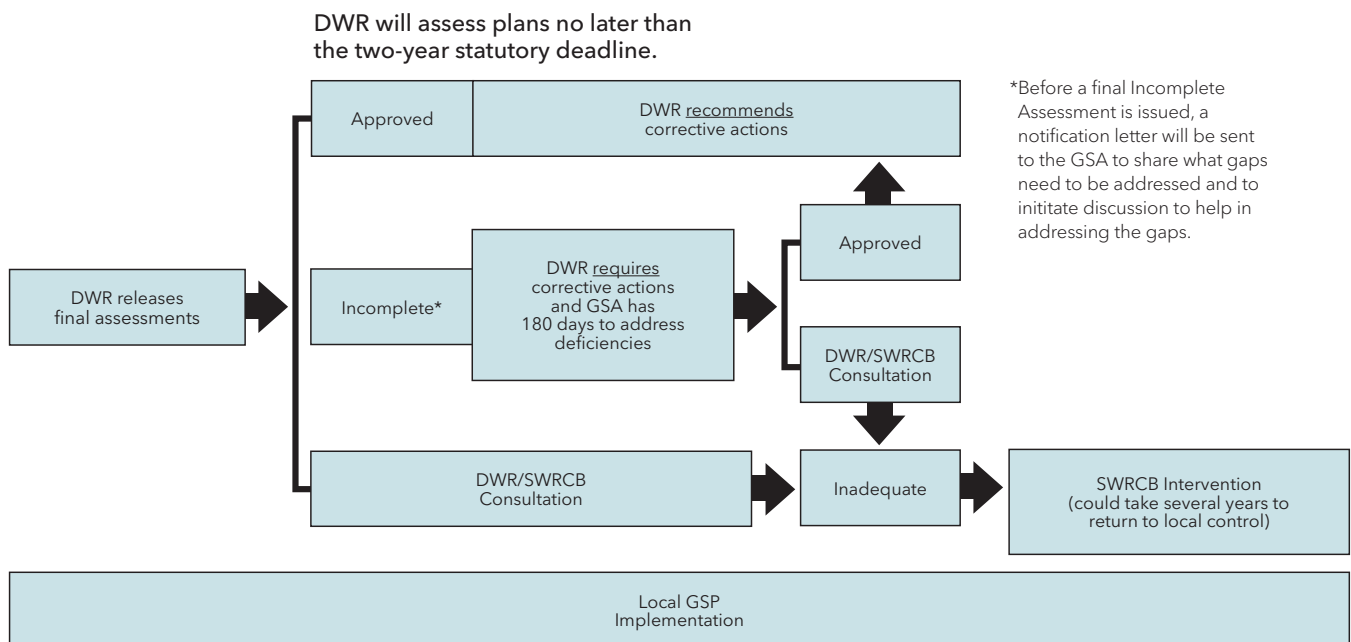 DWR will assess plans no later than
the two-year statutory deadline.
Approved
DWR recommends
corrective actions
*Before a final Incomplete
Assessment is issued, a
notification letter will be sent
to the GSA to share what gaps
need to be addressed and to
inititate discussion to help in
addressing the gaps.
DWR releases
final assessments
Incomplete*
DWR requires
corrective actions
and GSA has
180 days to address
deficiencies
Approved
DWR/SWRCB
Consultation
DWR/SWRCB
Consultation
Inadequate
SWRCB Intervention
(could take several years to
return to local control)
Local GSP
Implementation